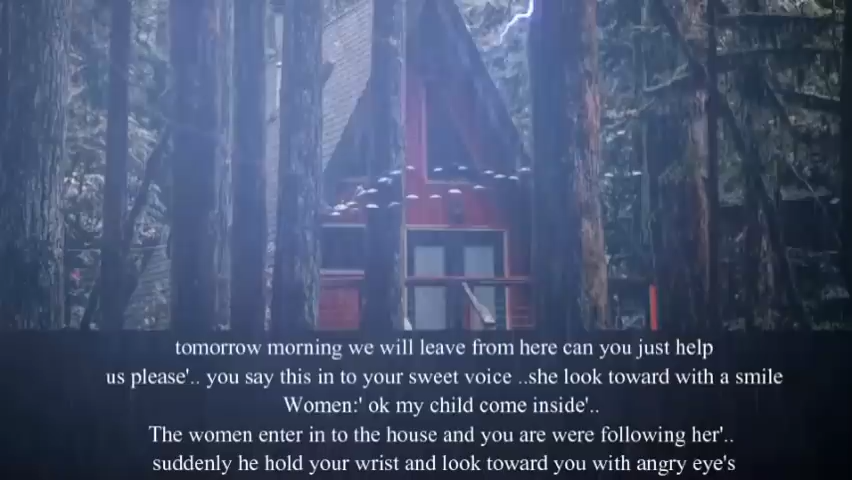 tomorrow morning we will leave from here can you just help
us please'.. you say this in to your sweet voice ..she look toward with a smile
Women:' ok my child come inside'..
The women enter in to the house and you are were following her'..
suddenly he hold your wrist and look toward you with angry eye's